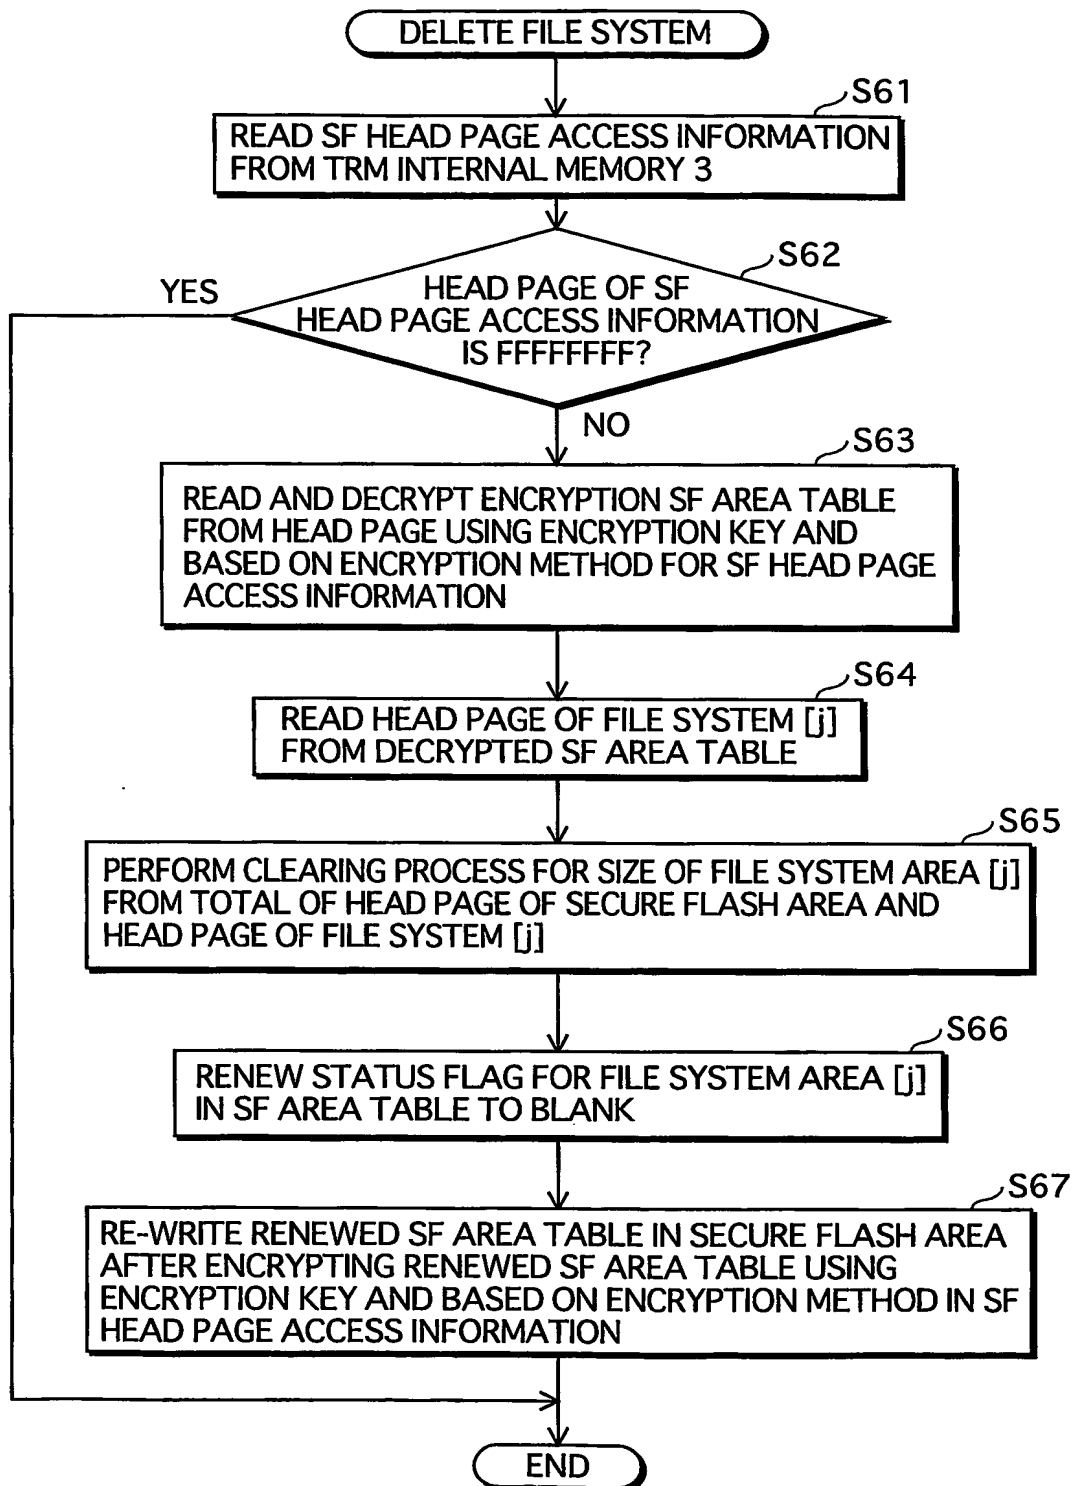 DELETE FILE SYSTEM
S61
READ SF HEAD PAGE ACCESS INFORMATION
FROM TRM INTERNAL MEMORY 3
S62
YES
HEAD PAGE OF SF
HEAD PAGE ACCESS INFORMATION
IS FFFFFFFF?
NO
S63
READ AND DECRYPT ENCRYPTION SF AREA TABLE
FROM HEAD PAGE USING ENCRYPTION KEY AND
BASED ON ENCRYPTION METHOD FOR SF HEAD PAGE
ACCESS INFORMATION
S64
READ HEAD PAGE OF FILE SYSTEM [j]
FROM DECRYPTED SF AREA TABLE
S65
PERFORM CLEARING PROCESS FOR SIZE OF FILE SYSTEM AREA [j]
FROM TOTAL OF HEAD PAGE OF SECURE FLASH AREA AND
HEAD PAGE OF FILE SYSTEM [j]
S66
RENEW STATUS FLAG FOR FILE SYSTEM AREA [j]
IN SF AREA TABLE TO BLANK
S67
RE-WRITE RENEWED SF AREA TABLE IN SECURE FLASH AREA
AFTER ENCRYPTING RENEWED SF AREA TABLE USING
ENCRYPTION KEY AND BASED ON ENCRYPTION METHOD IN SF
HEAD PAGE ACCESS INFORMATION
END